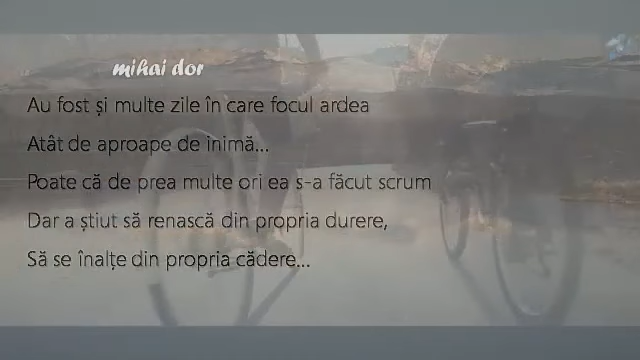 mihai dor
Au fost și multe zile în care focul ardea
Atât de aproape de inimă...
Poate că de prea multe ori ea s-a făcut scrum
Dar a știut să renască din propria durere,
Să se înalțe din propria cădere...